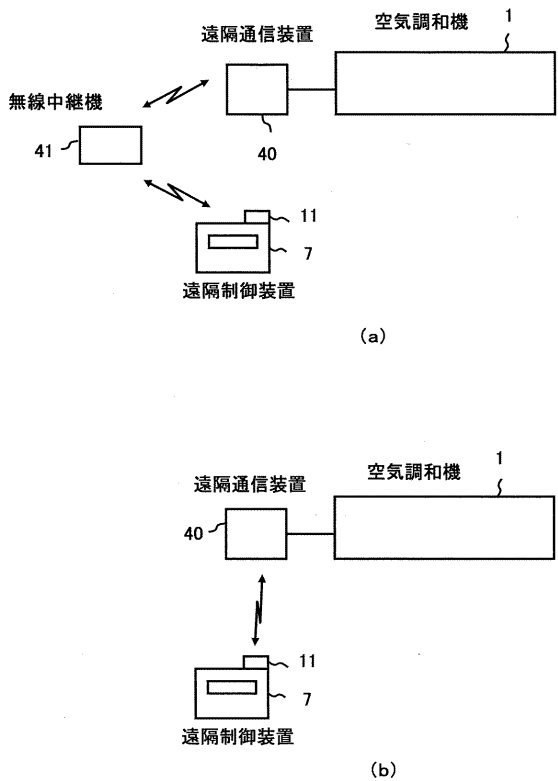 1
空気調和機
遠隔通信装置
無線中継機
41
40
11
7
遠隔制御装置
(a)
1
空気調和機
遠隔通信装置
40
11
7
遠隔制御装置
(b)